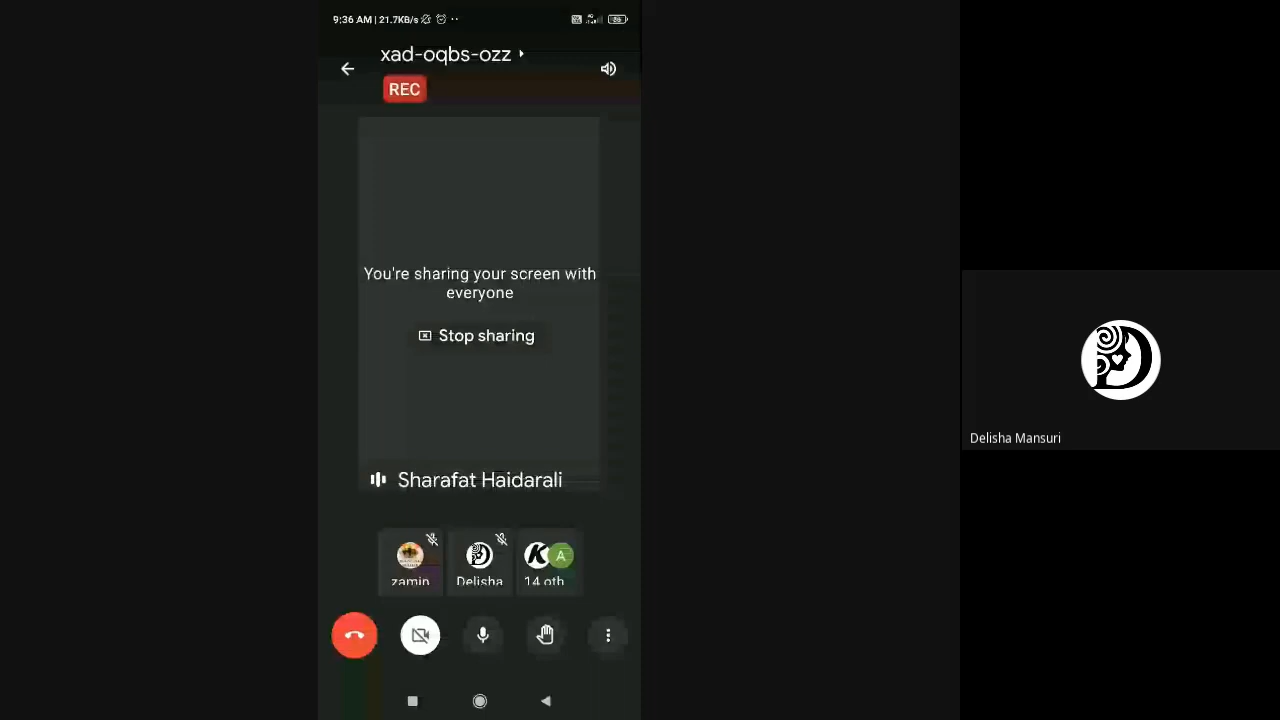 9:36 AM | 21.7KB/s
xad-oqbs-ozz
REC
You're sharing your screen with
everyone
Stop sharing
Sharafat Haidarali
zamin
Delisha
K
A
14 oth
Delisha Mansuri